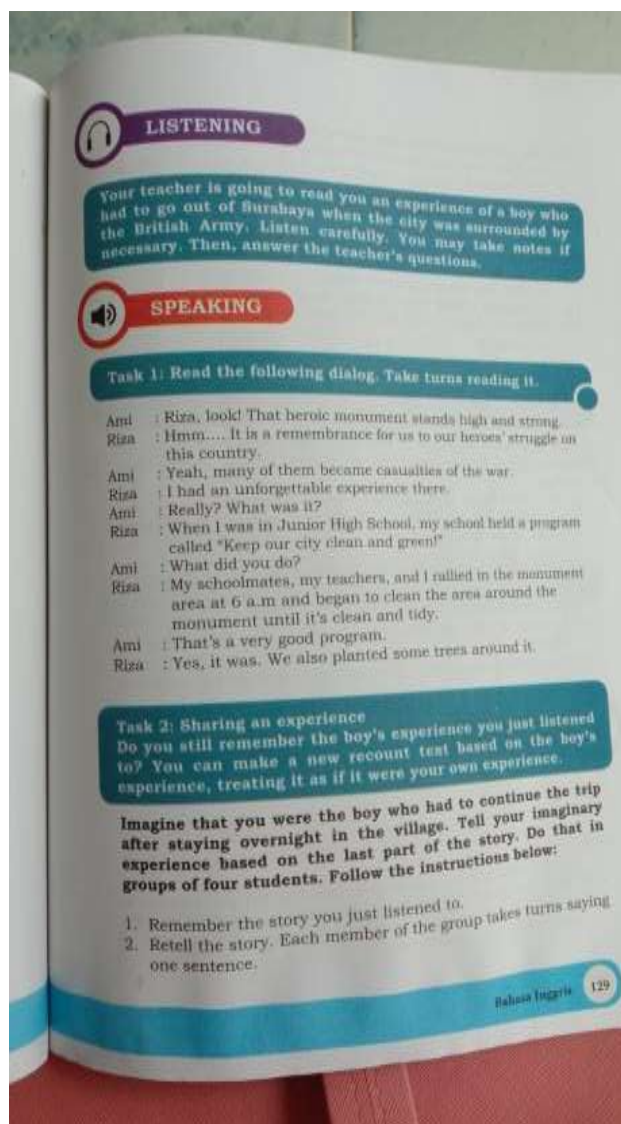 LISTENING
Your teacher is going to read you an experience of a boy who
had to go out of Surabaya when the city was surrounded by
the British Army. Listen carefully. You may take notes if
necessary. Then, answer the teacher's questions.
SPEAKING
Task 1: Read the following dialog. Take turns reading it.
Ami : Riza, look! That heroic monument stands high and strong.
Riza : Hmm.... It is a remembrance for us to our heroes' struggle on
this country.
Ami : Yeah, many of them became casualties of the war.
Riza : I had an unforgettable experience there.
Ami : Really? What was it?
Riza : When I was in Junior High School, my school held a program
called "Keep our city clean and green!"
Ami : What did you do?
Riza : My schoolmates, my teachers, and I rallied in the monument
area at 6 a.m and began to clean the area around the
monument until it's clean and tidy.
Ami : That's a very good program.
Riza : Yes, it was. We also planted some trees around it.
Task 2: Sharing an experience
Do you still remember the boy's experience you just listened
to? You can make a new recount text based on the boy's
experience, treating it as if it were your own experience.
Imagine that you were the boy who had to continue the trip
after staying overnight in the village. Tell your imaginary
experience based on the last part of the story. Do that in
groups of four students. Follow the instructions below:
1. Remember the story you just listened to.
2. Retell the story. Each member of the group takes turns saying
one sentence.
Bahasa Inggris 129